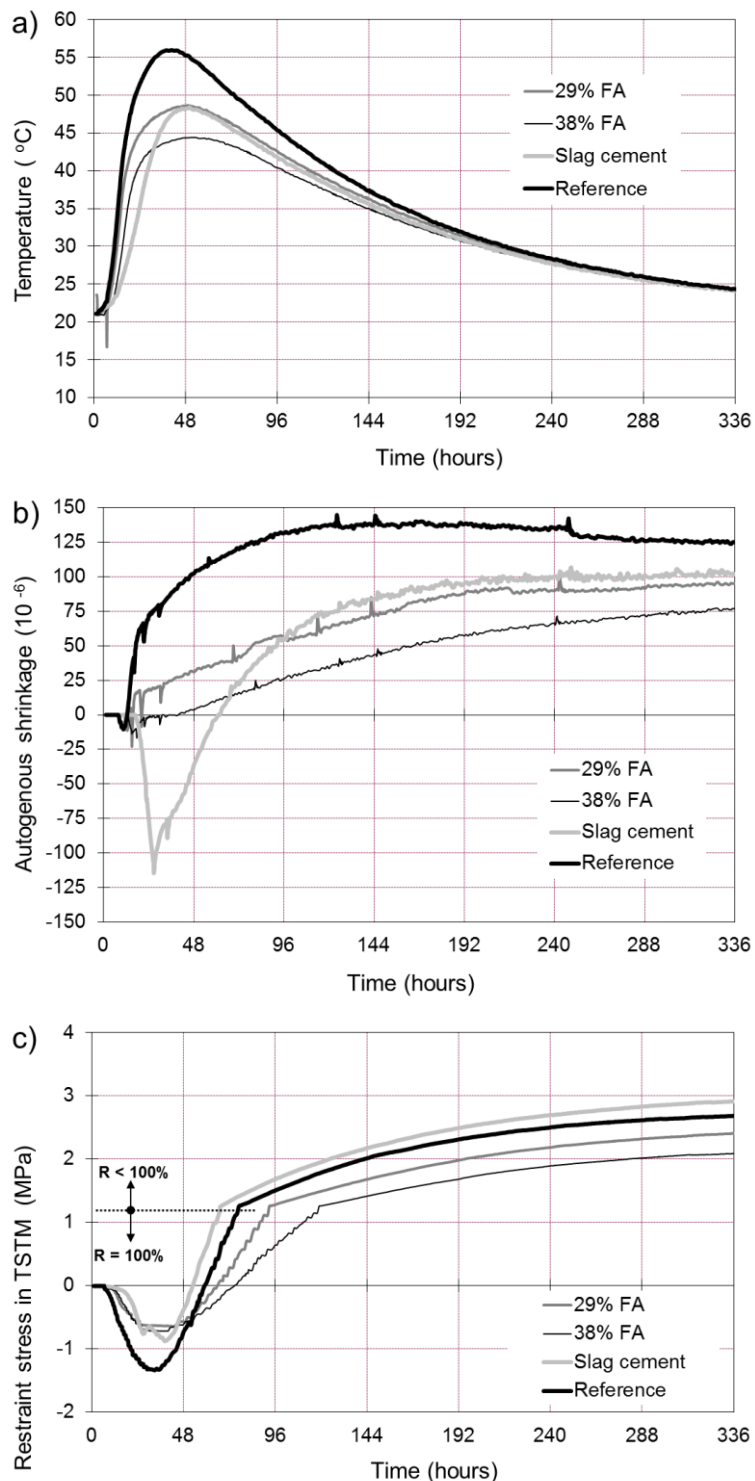 a)
60
55
50
45
40
35
30
25
20
15
10
Temperature ( °C)
29% FA
38% FA
Slag cement
Reference
0 48 96 144 192 240 288 336
Time (hours)
b)
150
125
100
75
50
25
0
-25
-50
-75
-100
-125
-150
Autogenous shrinkage (10 -6)
29% FA
38% FA
Slag cement
Reference
0 48 96 144 192 240 288 336
Time (hours)
c)
4
3
2
1
0
-1
-2
Restraint stress in TSTM (MPa)
R < 100%
R = 100%
29% FA
38% FA
Slag cement
Reference
0 48 96 144 192 240 288 336
Time (hours)